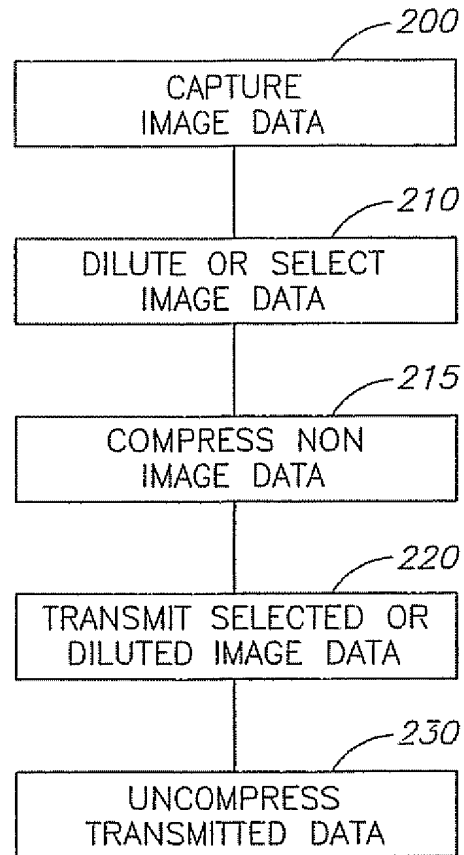 200
CAPTURE
IMAGE DATA
210
DILUTE OR SELECT
IMAGE DATA
215
COMPRESS NON
IMAGE DATA
220
TRANSMIT SELECTED OR
DILUTED IMAGE DATA
230
UNCOMPRESS
TRANSMITTED DATA